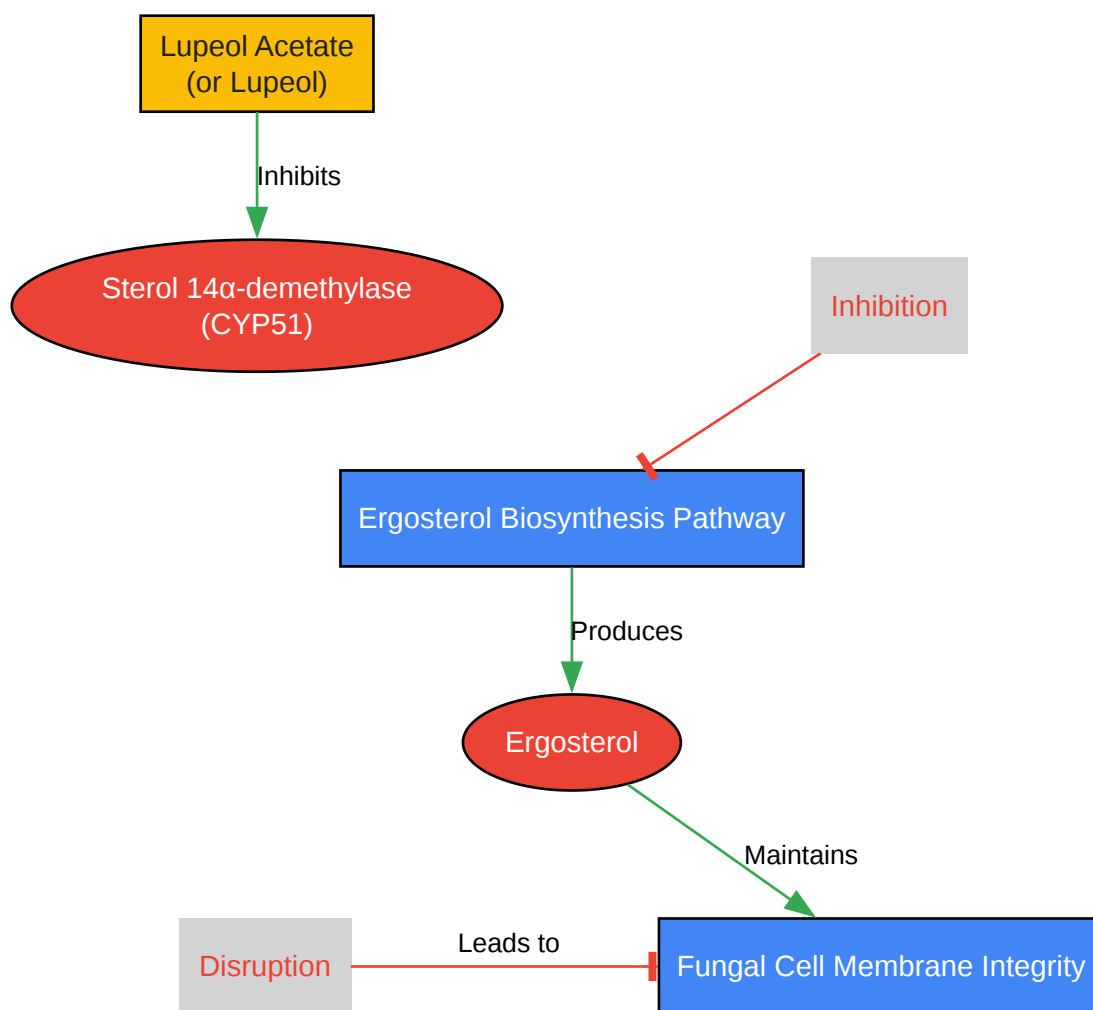 Lupeol Acetate
(or Lupeol)
Inhibits
Sterol 14α-demethylase
(CYP51)
Inhibition
Ergosterol Biosynthesis Pathway
Produces
Ergosterol
Maintains
Disruption
Leads to
Fungal Cell Membrane Integrity